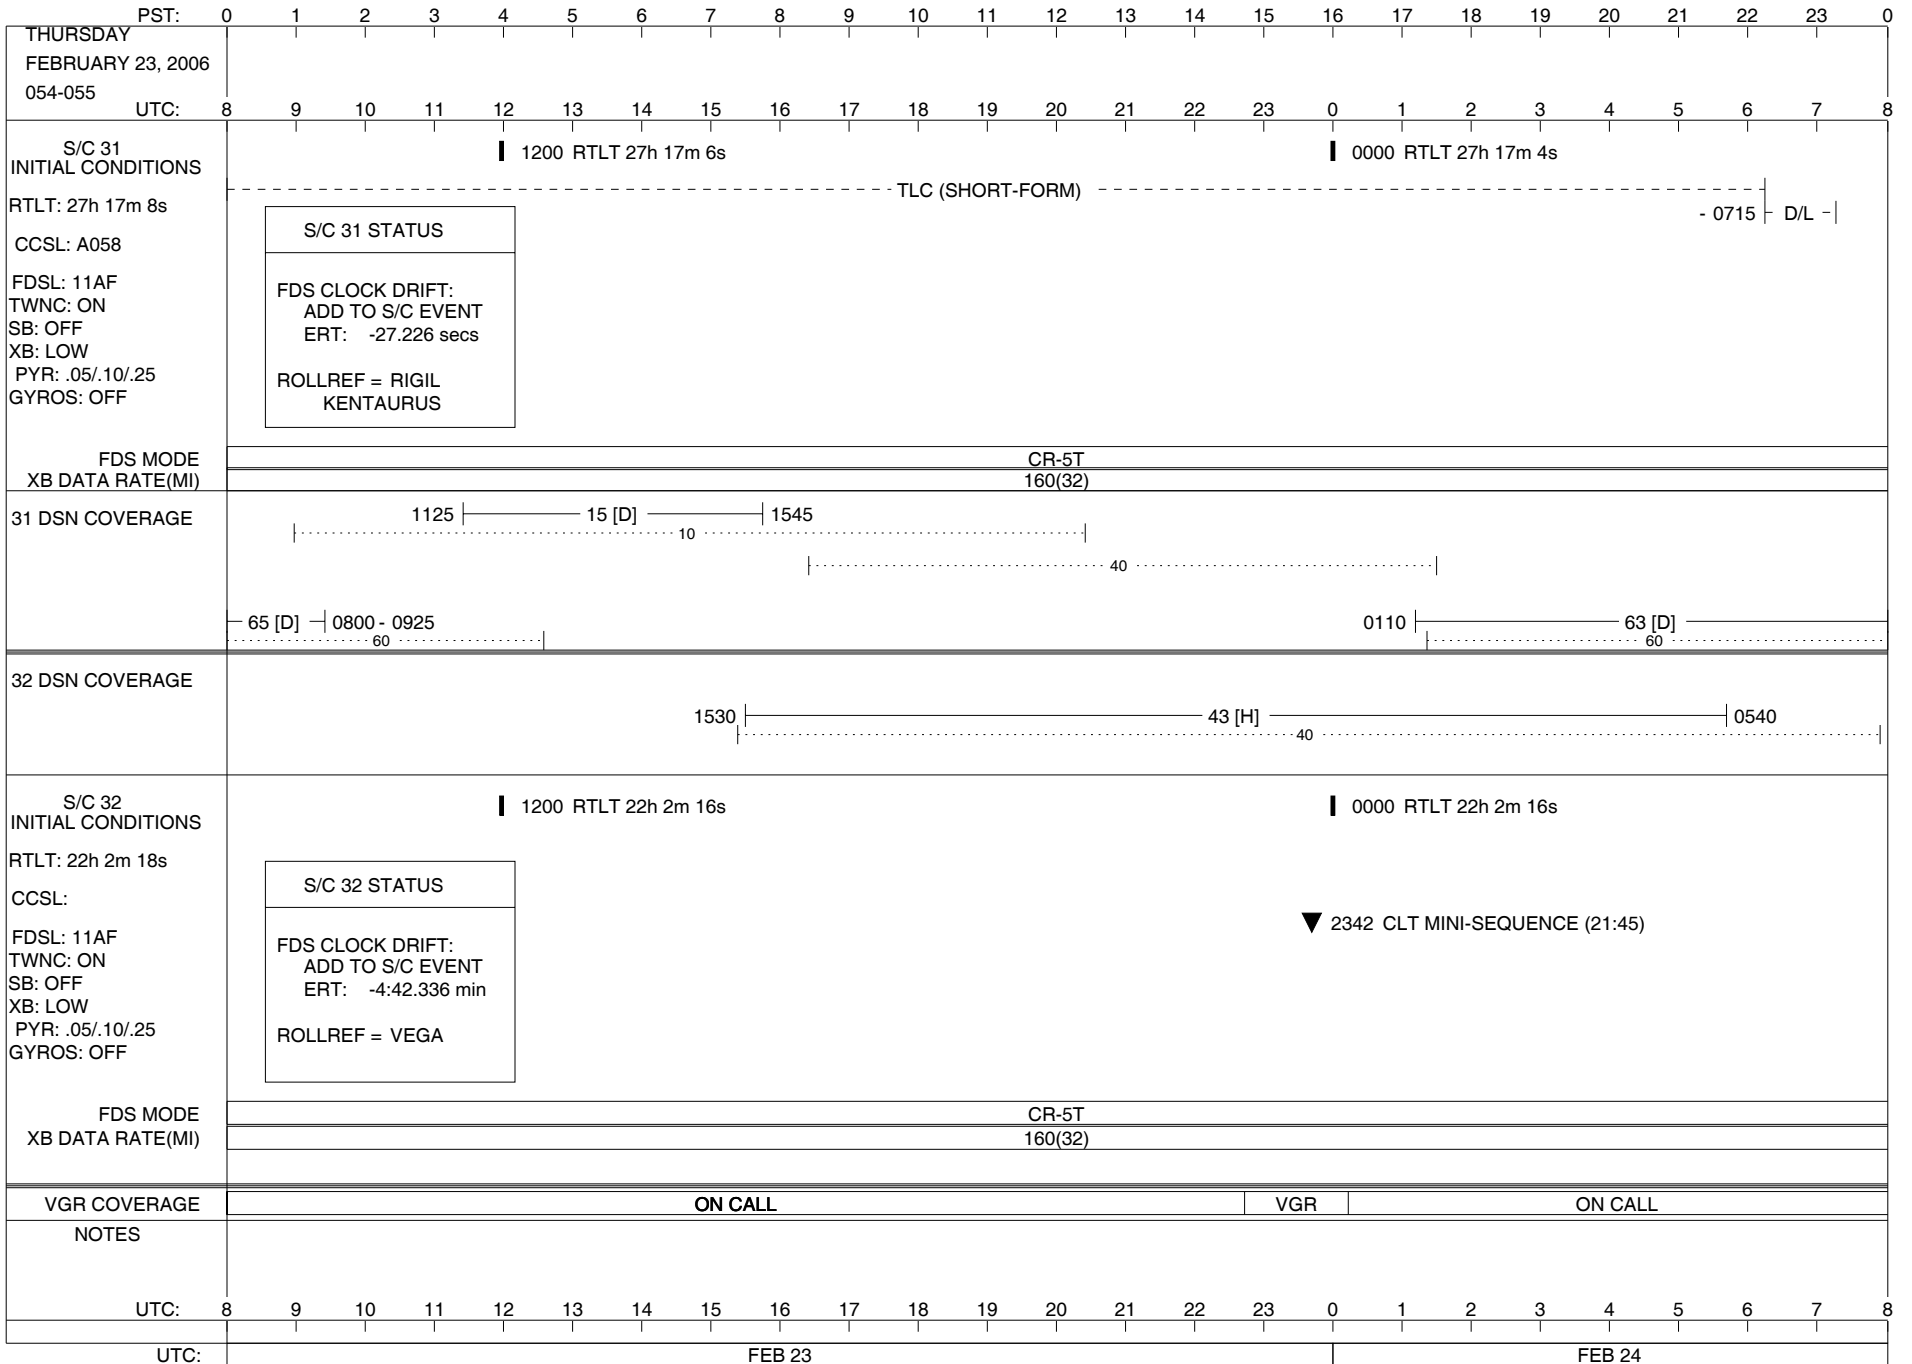 PST: 0 1 2 3 4 5 6 7 8 9 10 11 12 13 14 15 16 17 18 19 20 21 22 23 0
THURSDAY
FEBRUARY 23, 2006
054-055
UTC: 8 9 10 11 12 13 14 15 16 17 18 19 20 21 22 23 0 1 2 3 4 5 6 7 8
S/C 31
INITIAL CONDITIONS
RTLT: 27h 17m 8s
CCSL: A058
FDSL: 11AF
TWNC: ON
SB: OFF
XB: LOW
PYR: .05/.10/.25
GYROS: OFF
1200 RTLT 27h 17m 6s
0000 RTLT 27h 17m 4s
TLC (SHORT-FORM)
- 0715 D/L
S/C 31 STATUS
FDS CLOCK DRIFT:
ADD TO S/C EVENT
ERT: -27.226 secs
ROLLREF = RIGIL
KENTAURUS
FDS MODE CR-5T
XB DATA RATE(MI) 160(32)
31 DSN COVERAGE
1125 15 [D] 1545
10
40
65 [D] 0800 - 0925
60
0110 63 [D]
60
32 DSN COVERAGE
1530 43 [H] 0540
40
S/C 32
INITIAL CONDITIONS
RTLT: 22h 2m 18s
CCSL:
FDSL: 11AF
TWNC: ON
SB: OFF
XB: LOW
PYR: .05/.10/.25
GYROS: OFF
1200 RTLT 22h 2m 16s
0000 RTLT 22h 2m 16s
S/C 32 STATUS
FDS CLOCK DRIFT:
ADD TO S/C EVENT
ERT: -4:42.336 min
ROLLREF = VEGA
2342 CLT MINI-SEQUENCE (21:45)
FDS MODE CR-5T
XB DATA RATE(MI) 160(32)
VGR COVERAGE ON CALL VGR ON CALL
NOTES
UTC: 8 9 10 11 12 13 14 15 16 17 18 19 20 21 22 23 0 1 2 3 4 5 6 7 8
UTC: FEB 23 FEB 24